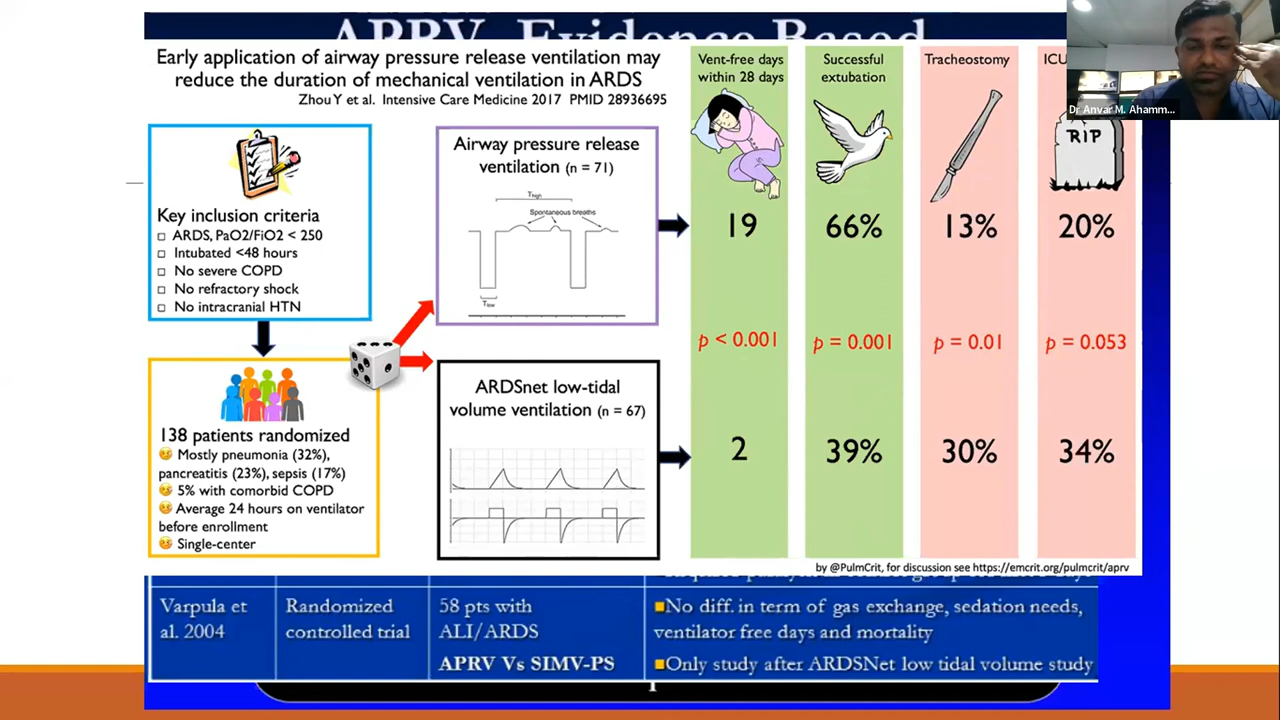 APRV Evidence Based
Early application of airway pressure release ventilation may
reduce the duration of mechanical ventilation in ARDS
Zhou Y et al. Intensive Care Medicine 2017 PMID 28936695
Key inclusion criteria
ARDS, PaO2/FiO2 < 250
Intubated <48 hours
No severe COPD
No refractory shock
No intracranial HTN
138 patients randomized
Mostly pneumonia (32%),
pancreatitis (23%), sepsis (17%)
5% with comorbid COPD
Average 24 hours on ventilator
before enrollment
Single-center
Airway pressure release
ventilation (n = 71)
Thigh
Spontaneous breaths
Tlow
ARDSnet low-tidal
volume ventilation (n = 67)
Vent-free days
within 28 days
19
p < 0.001
2
Successful
extubation
66%
p = 0.001
39%
Tracheostomy
13%
p = 0.01
30%
ICU
RIP
20%
p = 0.053
34%
Dr Anvar M. Ahamm...
by @PulmCrit, for discussion see https://emcrit.org/pulmcrit/aprv
Varpula et
al. 2004
Randomized
controlled trial
58 pts with
ALI/ARDS
APRV Vs SIMV-PS
No diff. in term of gas exchange, sedation needs,
ventilator free days and mortality
Only study after ARDSNet low tidal volume study